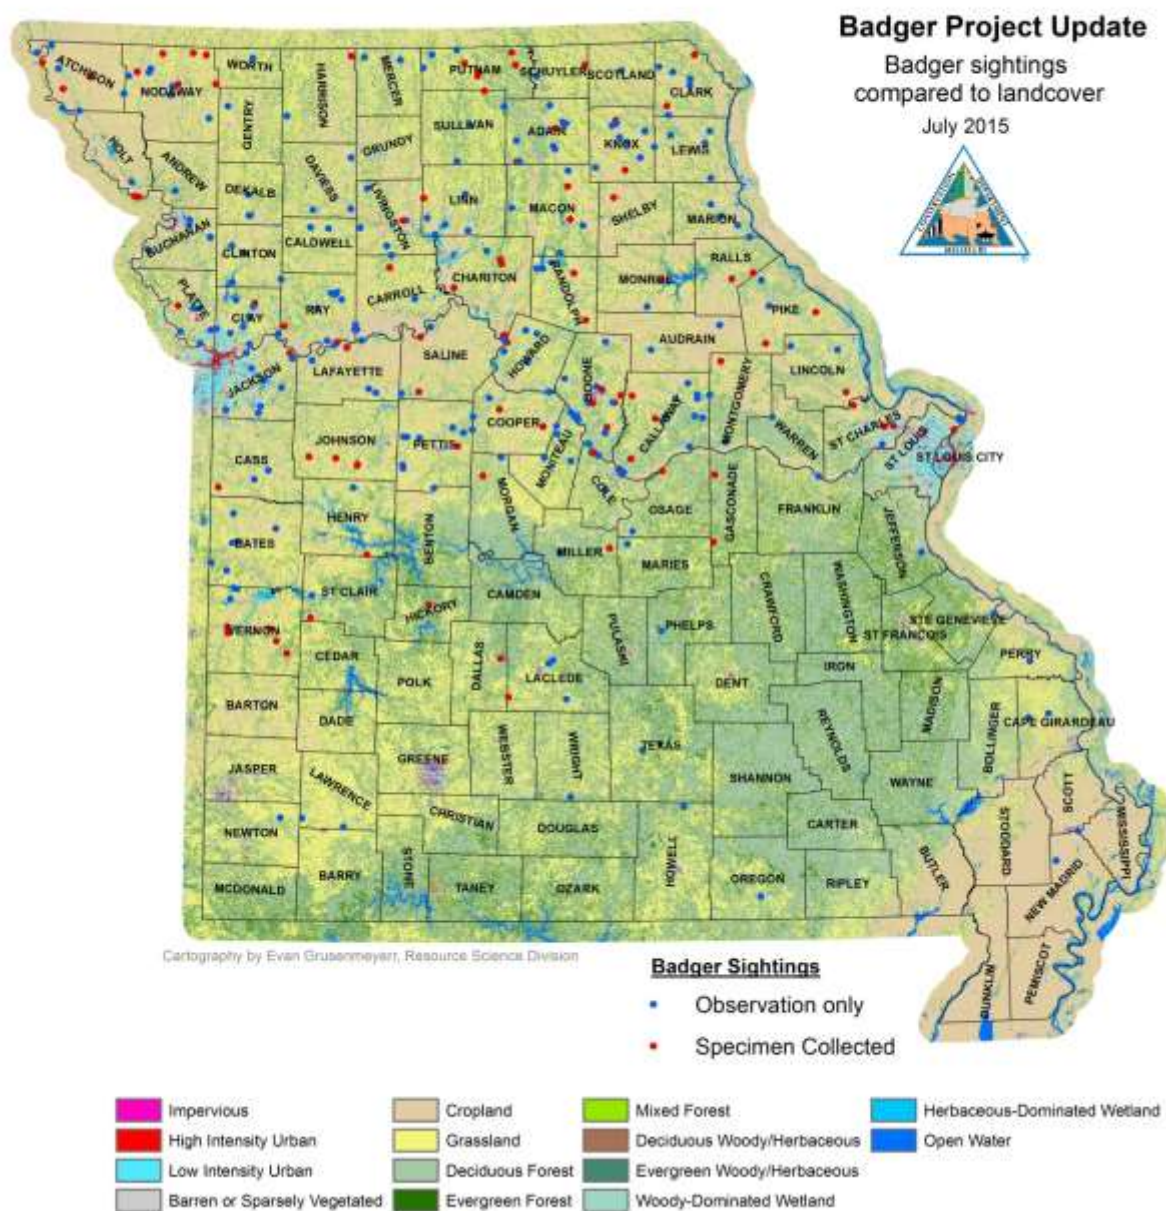 Badger Project Update
Badger sightings
compared to landcover
July 2015
ATCHISON
NODAWAY
WORTH
HARRISON
MERCER
PUTNAM
SCHUYLER
SCOTLAND
CLARK
GENTRY
SULLIVAN
ADAIR
KNOX
LEWIS
HOLT
ANDREW
DEKALB
DAVIESS
GRUNDY
LIVINGSTON
LINN
MACON
SHELBY
MARION
BUCHANAN
CLINTON
CALDWELL
CHARITON
RANDOLPH
MONROE
RALLS
PLATTE
CLAY
RAY
CARROLL
PIKE
JACKSON
LAFAYETTE
SALINE
HOWARD
BOONE
AUDRAIN
LINCOLN
CALLAWAY
MONTGOMERY
WARREN
ST CHARLES
ST LOUIS
ST LOUIS CITY
CASS
JOHNSON
PETTIS
COOPER
MONITEAU
COLE
OSAGE
GASCONADE
FRANKLIN
JEFFERSON
BATES
HENRY
BENTON
MORGAN
MILLER
MARIES
CRAWFORD
WASHINGTON
ST CLAIR
HICKORY
CAMDEN
PULASKI
PHELPS
STE GENEVIEVE
ST FRANCOIS
VERNON
CEDAR
POLK
DALLAS
LACLEDE
DENT
IRON
MADISON
PERRY
BARTON
DADE
GREENE
WEBSTER
WRIGHT
TEXAS
SHANNON
REYNOLDS
WAYNE
BOLLINGER
CAPE GIRARDEAU
JASPER
LAWRENCE
CHRISTIAN
DOUGLAS
CARTER
STODDARD
SCOTT
MISSISSIPPI
NEWTON
BARRY
STONE
TANEY
OZARK
HOWELL
OREGON
RIPLEY
BUTLER
NEW MADRID
MCDONALD
DUNKLIN
PEMISCOT
Cartography by Evan Grusenmeyerr, Resource Science Division
Badger Sightings
Observation only
Specimen Collected
Impervious
High Intensity Urban
Low Intensity Urban
Barren or Sparsely Vegetated
Cropland
Grassland
Deciduous Forest
Evergreen Forest
Mixed Forest
Deciduous Woody/Herbaceous
Evergreen Woody/Herbaceous
Woody-Dominated Wetland
Herbaceous-Dominated Wetland
Open Water